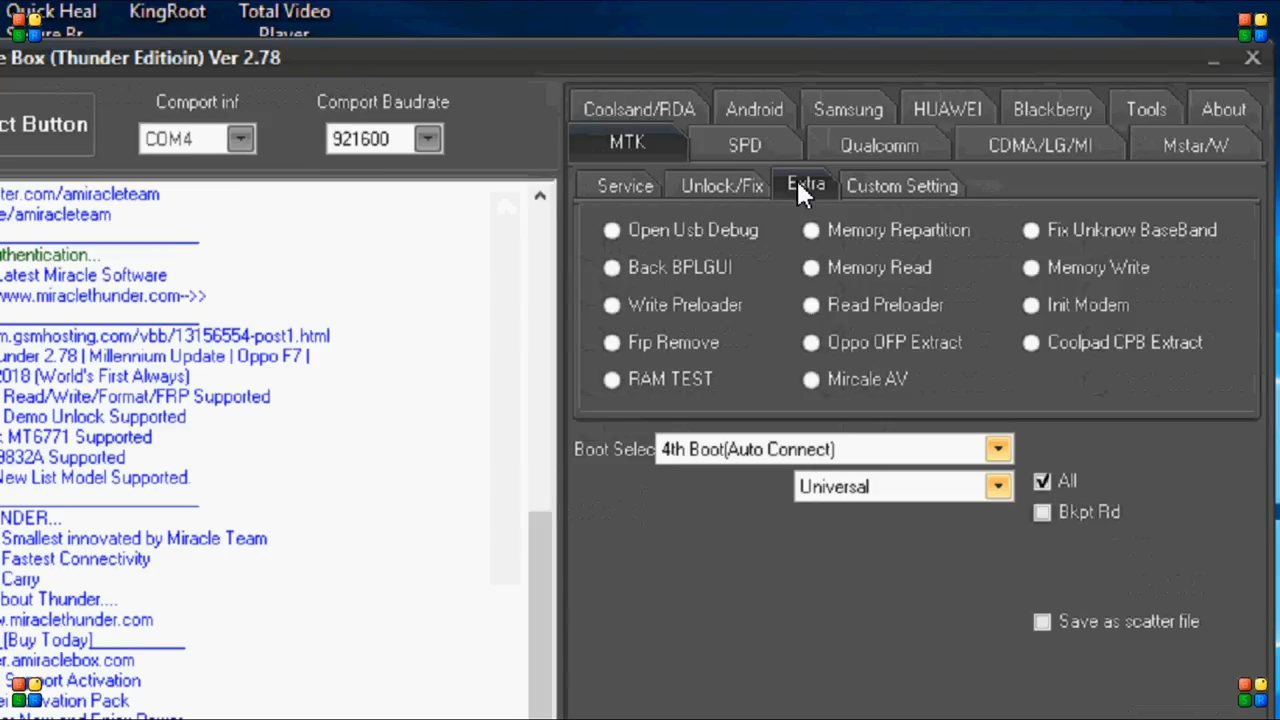 Quick Heal
KingRoot
Total Video
Secure Br
Player
e Box (Thunder Editioin) Ver 2.78
Comport inf
Comport Baudrate
ct Button
COM4
921600
Coolsand/RDA
Android
Samsung
HUAWEI
Blackberry
Tools
About
MTK
SPD
Qualcomm
CDMA/LG/MI
Mstar/W
Service
Unlock/Fix
Extra
Custom Setting
Open Usb Debug
Memory Repartition
Fix Unknow BaseBand
Back BPLGUI
Memory Read
Memory Write
Write Preloader
Read Preloader
Init Modem
Frp Remove
Oppo OFP Extract
Coolpad CPB Extract
RAM TEST
Mircale AV
Boot Selec
4th Boot(Auto Connect)
Universal
All
Bkpt Rd
Save as scatter file
ter.com/amiracleteam
e/amiracleteam
uthentication...
Latest Miracle Software
www.miraclethunder.com-->>
m.gsmhosting.com/vbb/13156554-post1.html
under 2.78 | Millennium Update | Oppo F7 |
2018 (World's First Always)
Read/Write/Format/FRP Supported
Demo Unlock Supported
MT6771 Supported
9832A Supported
New List Model Supported.
NDER...
Smallest innovated by Miracle Team
Fastest Connectivity
Carry
bout Thunder....
w.miraclethunder.com
[Buy Today]
er.amiraclebox.com
Support Activation
vation Pack